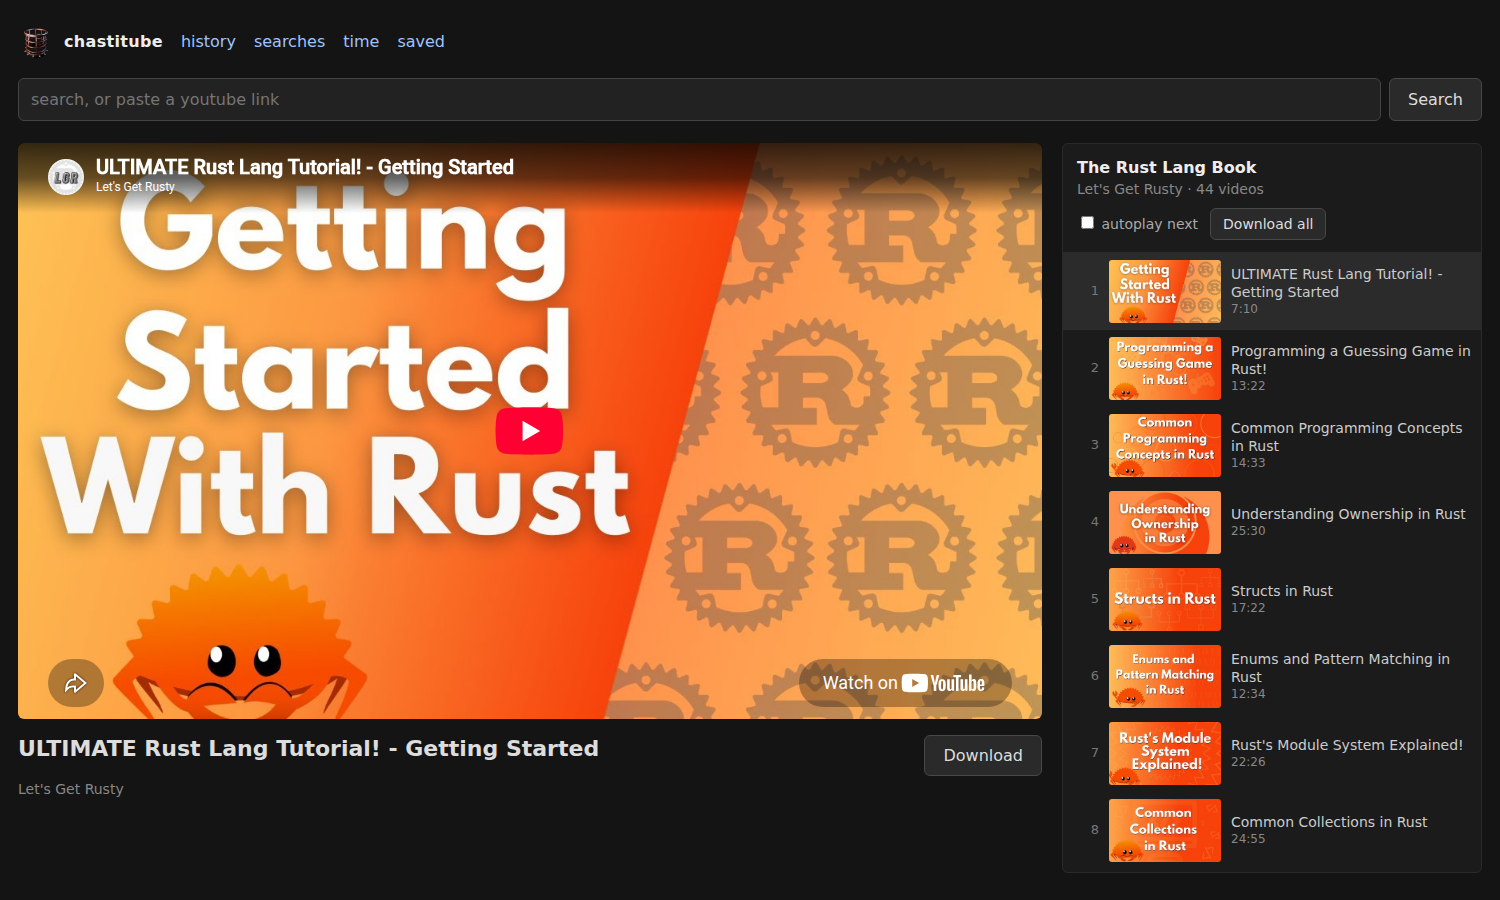 chastitube history searches time saved
search, or paste a youtube link
Search
LGR
ULTIMATE Rust Lang Tutorial! - Getting Started
Let's Get Rusty
Getting
Started
With Rust
R R R
R R R
R R R
Watch on YouTube
ULTIMATE Rust Lang Tutorial! - Getting Started
Download
Let's Get Rusty
The Rust Lang Book
Let's Get Rusty · 44 videos
autoplay next
Download all
1
Getting
Started
With Rust
ULTIMATE Rust Lang Tutorial! -
Getting Started
7:10
2
Programming a
Guessing Game
in Rust!
Programming a Guessing Game in
Rust!
13:22
3
Common
Programming
Concepts in Rust
Common Programming Concepts
in Rust
14:33
4
Understanding
Ownership
in Rust
Understanding Ownership in Rust
25:30
5
Structs in Rust
Structs in Rust
17:22
6
Enums and
Pattern Matching
in Rust
Enums and Pattern Matching in
Rust
12:34
7
Rust's Module
System
Explained!
Rust's Module System Explained!
22:26
8
Common
Collections
in Rust
Common Collections in Rust
24:55